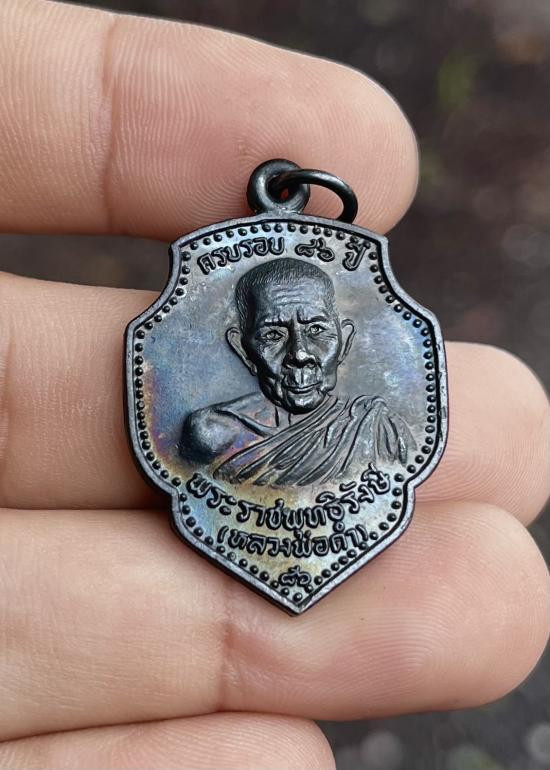 ครบรอบ ๘๖ ปี
พระราชพุทธิรังษี
(หลวงพ่อดำ)
๘๖